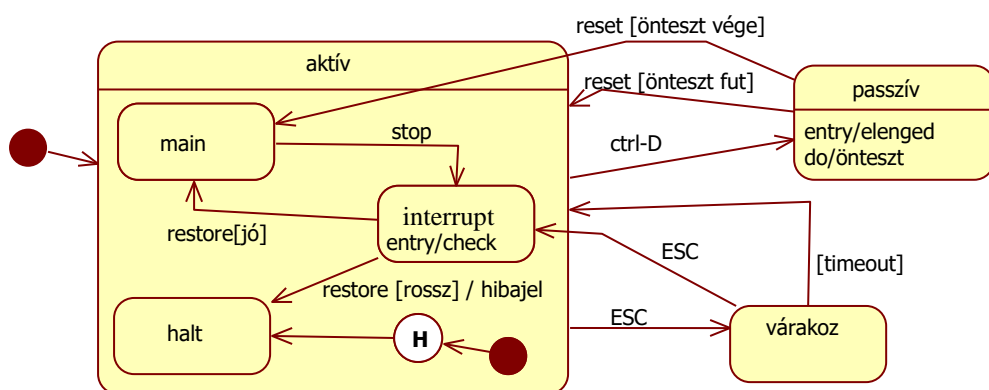 reset [önteszt vége]
aktív
reset [önteszt fut]
passzív
entry/elenged
do/önteszt
stop
main
ctrl-D
interrupt
entry/check
restore[jó]
ESC
[timeout]
restore [rossz] / hibajel
ESC
halt
H
várakoz